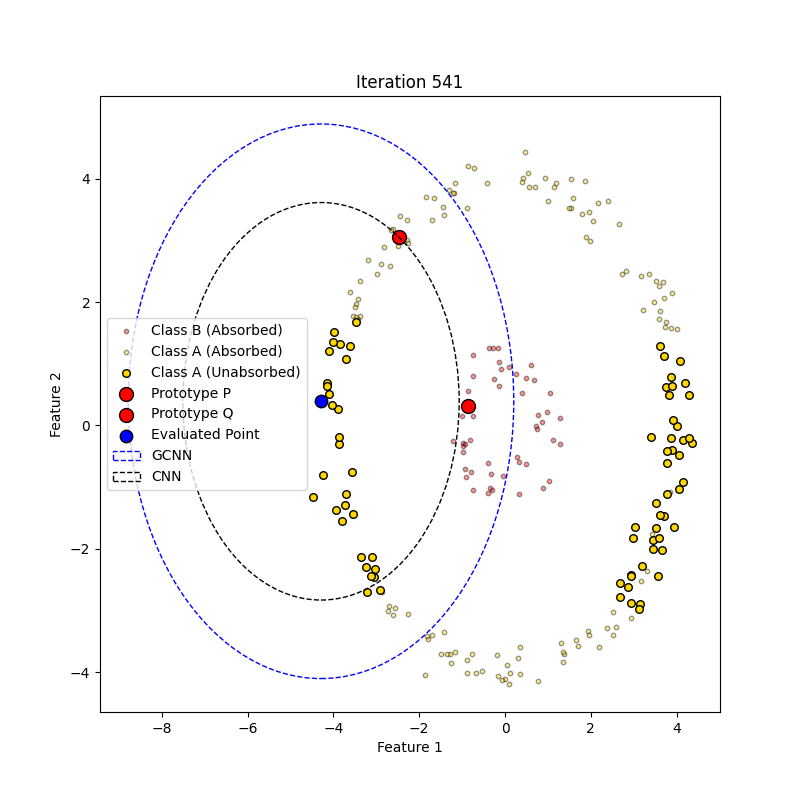 Iteration 541
Feature 2
4
2
0
−2
−4
Class B (Absorbed)
Class A (Absorbed)
Class A (Unabsorbed)
Prototype P
Prototype Q
Evaluated Point
GCNN
CNN
−8
−6
−4
−2
0
2
4
Feature 1